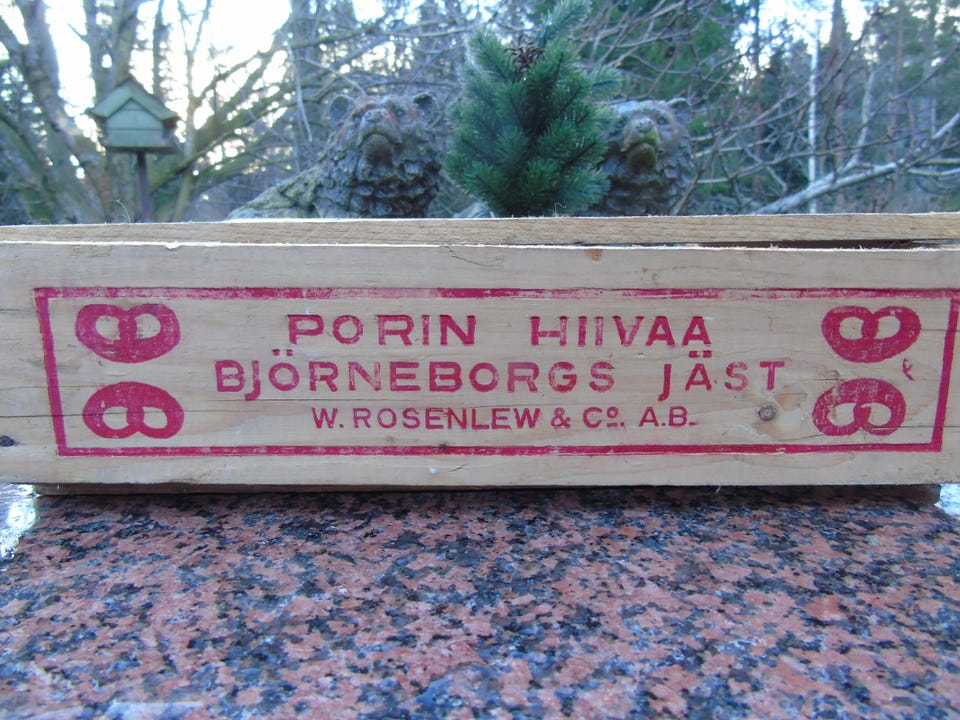 PORIN HIIVAA
BJÖRNEBORGS JÄST
W. ROSENLEW & Co. A.B.